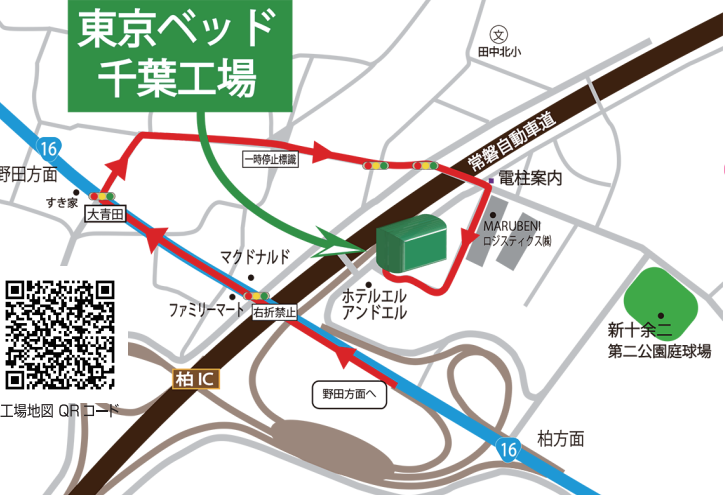 東京ベッド
千葉工場
文
田中北小
16
常磐自動車道
一時停止標識
野田方面
電柱案内
すき家
大青田
MARUBENI
ロジスティクス㈱
マクドナルド
ファミリーマート
右折禁止
ホテルエル
アンドエル
新十余二
第二公園庭球場
柏IC
野田方面へ
工場地図 QRコード
柏方面
16